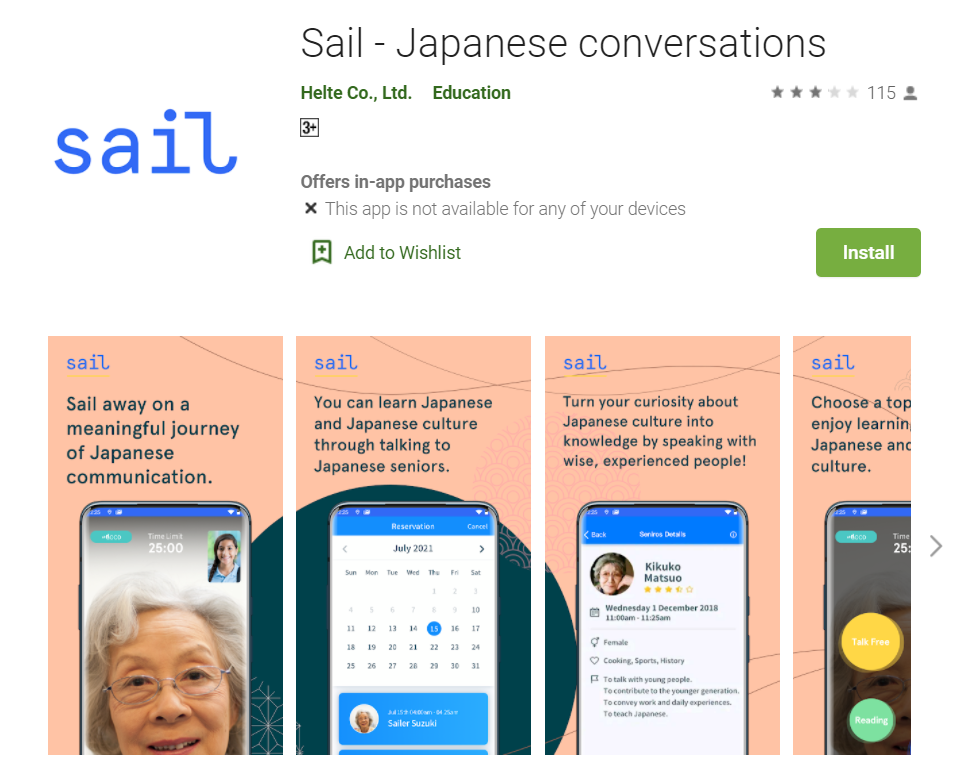 Sail - Japanese conversations
Helte Co., Ltd. Education
115
3+
sail
Offers in-app purchases
This app is not available for any of your devices
Add to Wishlist
Install
sail
Sail away on a
meaningful journey
of Japanese
communication.
Time Limit
25:00
sail
You can learn Japanese
and Japanese culture
through talking to
Japanese seniors.
Reservation Cancel
July 2021
Sun Mon Tue Wed Thu Fri Sat
1 2 3
4 5 6 7 8 9 10
11 12 13 14 15 16 17
18 19 20 21 22 23 24
25 26 27 28 29 30 31
Sailer Suzuki
sail
Turn your curiosity about
Japanese culture into
knowledge by speaking with
wise, experienced people!
Back Seniros Details
Kikuko
Matsuo
Wednesday 1 December 2018
11:00am - 11:25am
Female
Cooking, Sports, History
To talk with young people.
To contribute to the younger generation.
To convey work and daily experiences.
To teach Japanese.
sail
Choose a top
enjoy learnin
Japanese and
culture.
Time
25:
Talk Free
Reading